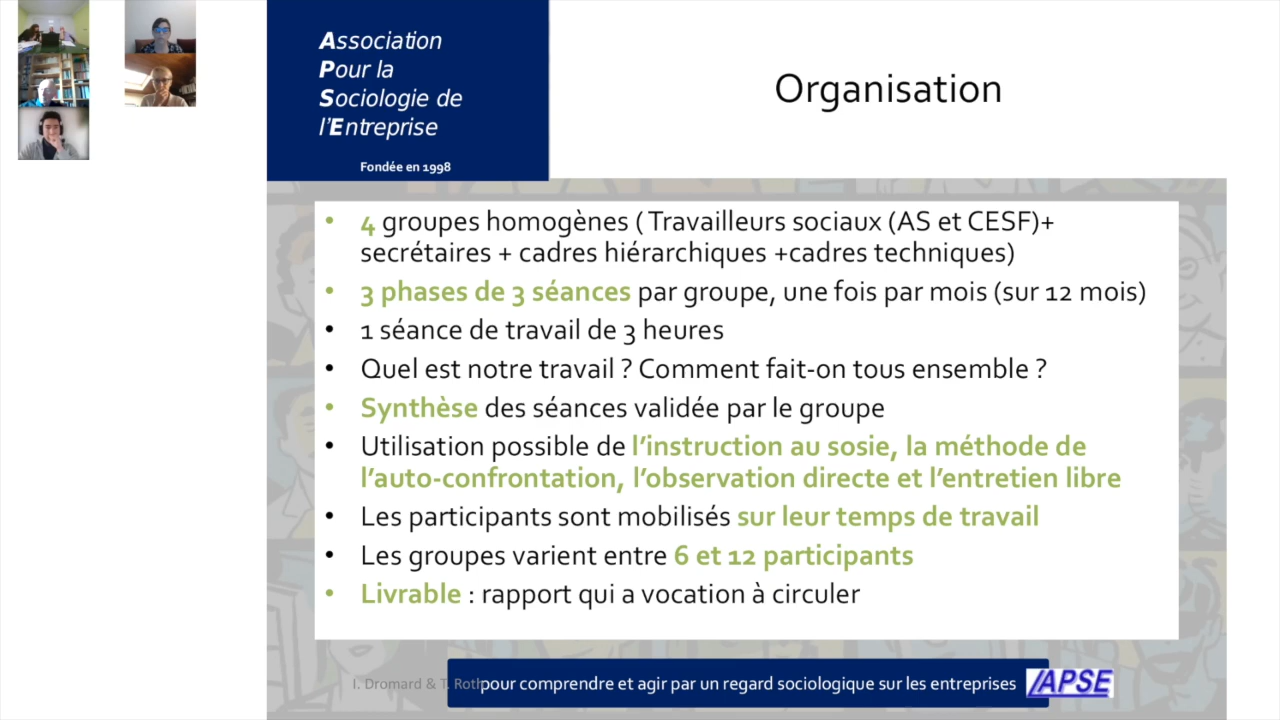 Association
Pour la
Sociologie de
l'Entreprise
Fondée en 1998
Organisation
• 4 groupes homogènes ( Travailleurs sociaux (AS et CESF)+
secrétaires + cadres hiérarchiques +cadres techniques)
• 3 phases de 3 séances par groupe, une fois par mois (sur 12 mois)
• 1 séance de travail de 3 heures
• Quel est notre travail ? Comment fait-on tous ensemble ?
• Synthèse des séances validée par le groupe
• Utilisation possible de l'instruction au sosie, la méthode de
l'auto-confrontation, l'observation directe et l'entretien libre
• Les participants sont mobilisés sur leur temps de travail
• Les groupes varient entre 6 et 12 participants
• Livrable : rapport qui a vocation à circuler
I. Dromard & T. Roth
pour comprendre et agir par un regard sociologique sur les entreprises
APSE